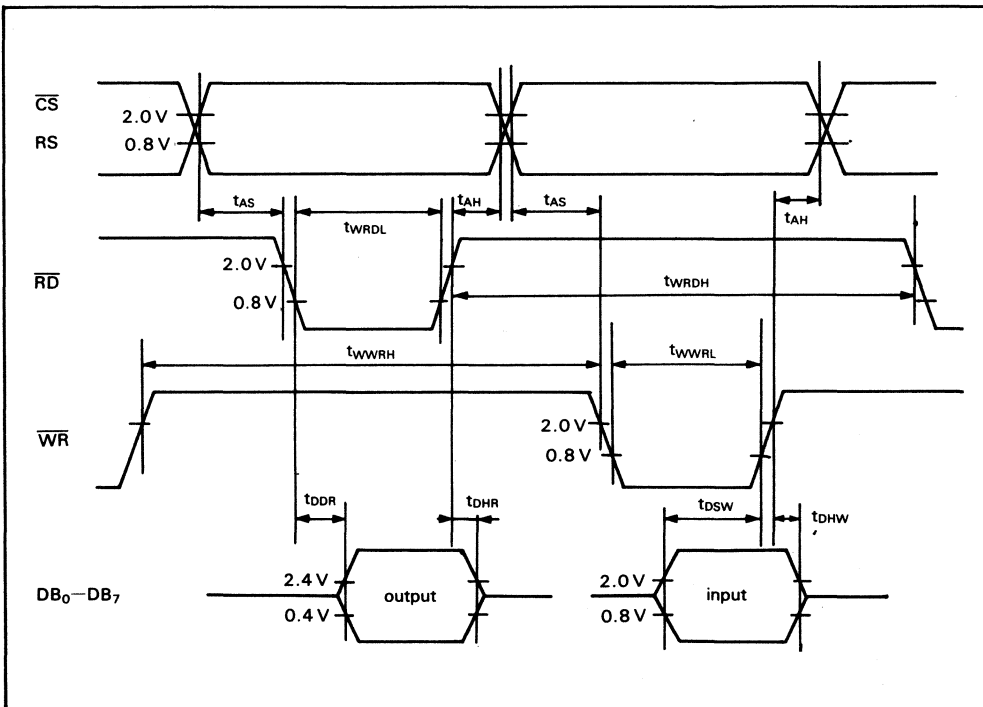 CS
2.0 V
RS
0.8 V
tAS
tWRDL
tAH
tAS
tAH
RD
2.0 V
0.8 V
tWRDH
tWWRH
tWWRL
WR
2.0 V
0.8 V
tDDR
tDHR
tDSW
tDHW
DB₀—DB₇
2.4 V
0.4 V
output
2.0 V
0.8 V
input